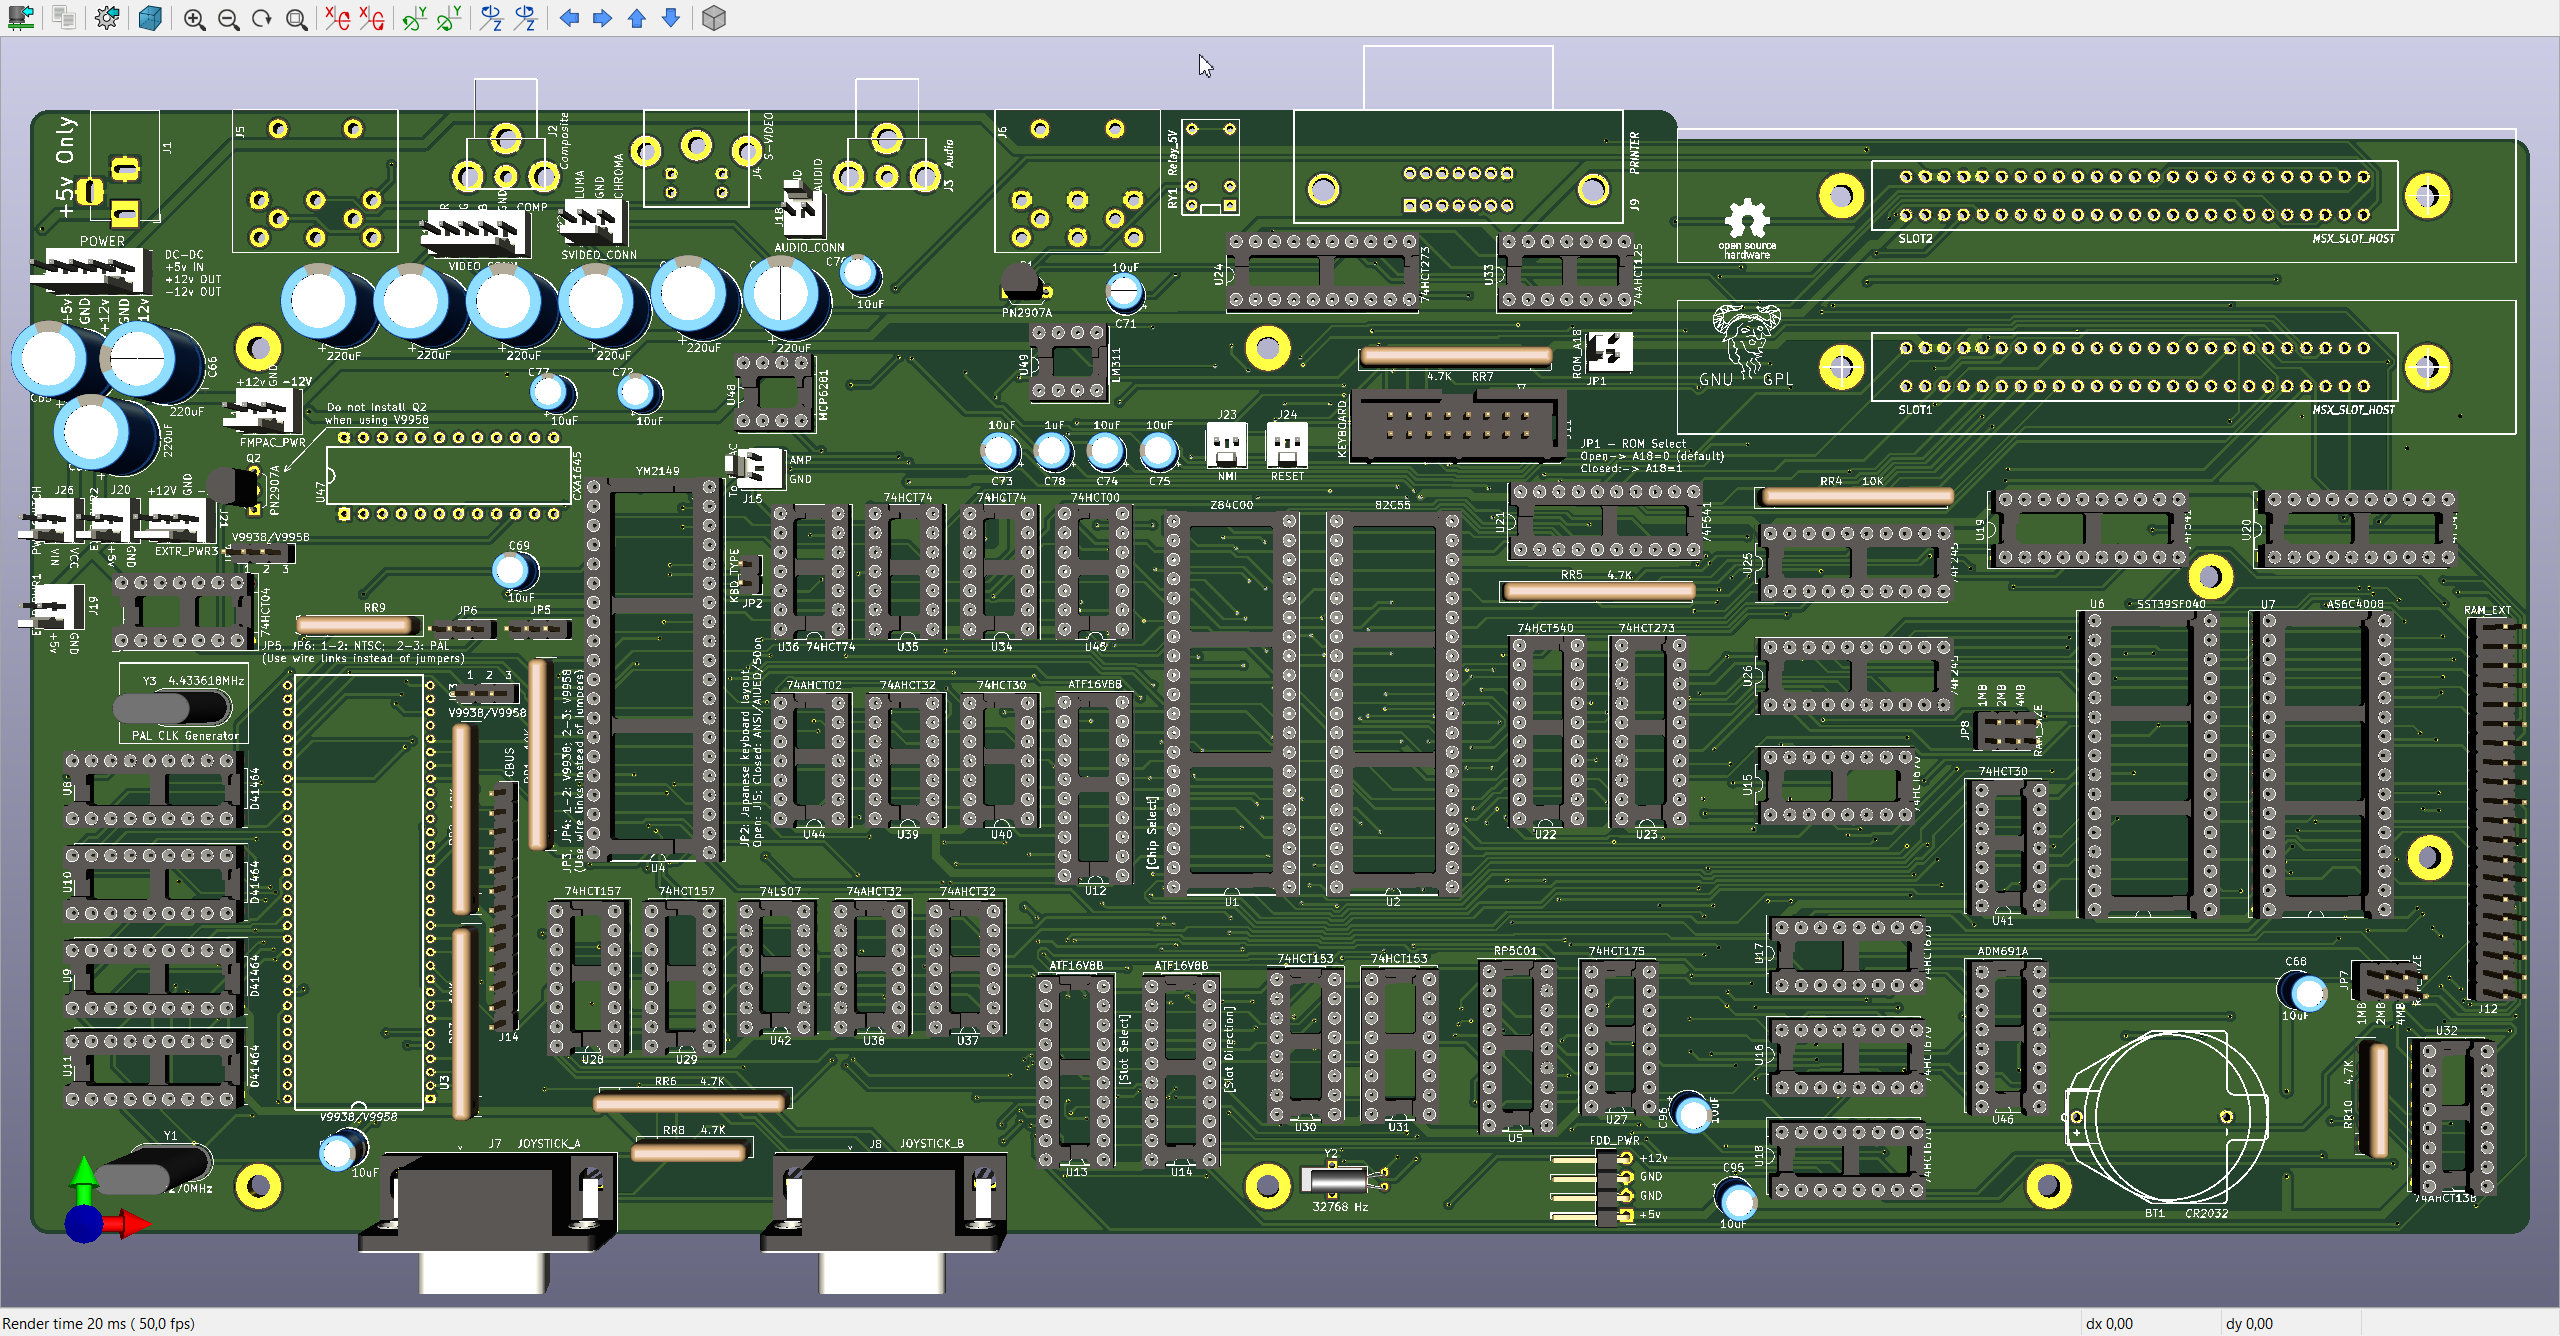 +5v Only
J1
J5
J2
Composite
S-VIDEO
J4
J3
Audio
J6
RY1 Relay_5V
PRINTER
J9
R
G
B
GND
COMP
LUMA
GND
CHROMA
AUDIO
J18
VIDEO
SVIDEO_CONN
AUDIO_CONN
POWER
DC-DC
+5v IN
+12v OUT
-12v OUT
+5v
GND
+12v
GND
open source
hardware
SLOT2
MSX_SLOT_HOST
SLOT1
MSX_SLOT_HOST
GNU
GPL
U24
74HCT273
U33
74AHCT125
10uF
C71
PN2907A
10uF
+220uF
+220uF
+220uF
+220uF
+220uF
+220uF
C66
220uF
220uF
U49
LM311
U48
MCP6281
4.7K RR7
ROM_A18
JP1
C77
10uF
C72
10uF
+12v
GND
-12V
FMPAC_PWR
Do not Install Q2
when using V9958
Q2
PN2907A
U47
CXA1645
YM2149
AMP
GND
J15
10uF
C73
1uF
C78
10uF
C74
10uF
C75
J23
NMI
J24
RESET
KEYBOARD
JP1 - ROM Select
Open-> A18=0 (default)
Closed:-> A18=1
J26
J20
+12V
GND
J21
VIN
VCC
+5v
GND
EXTR_PWR3
V9938/V9958
1 2 3
J19
+5v
GND
74HCT04
C69
10uF
RR9
JP6
JP5
JP5, JP6: 1-2: NTSC; 2-3: PAL
(Use wire links instead of jumpers)
KBD_TYPE
JP2
74HCT74
74HCT74
74HCT00
U36 74HCT74
U35
U34
U45
Z84C00
82C55
U21
74F541
RR4 10K
RR5 4.7K
U25
74F245
U19
U20
U6 SST39SF040
U7 A56C4008
RAM_EXT
Y3 4.433618MHz
PAL CLK Generator
1 2 3
V9938/V9958
CBUS
JP3, JP4: 1-2: V9938; 2-3: V9958
(Use wire links instead of jumpers)
JP2: Japanese keyboard layout
Open: JIS; Closed: ANSI/AIUED/50on
74AHCT02
74AHCT32
74HCT30
ATF16V8B
U44
U39
U40
U12
[Chip Select]
74HCT540
74HCT273
U22
U23
U26
74F245
1MB
2MB
4MB
JP8
U15
74HCT30
U41
U8
D41464
U10
D41464
U9
D41464
U11
D41464
U4
U1
U2
74HCT157
74HCT157
74LS07
74AHCT32
74AHCT32
U28
U29
U42
U38
U37
J14
U3
V9938/V9958
ATF16V8B
ATF16V8B
[Slot Select]
[Slot Direction]
U13
U14
74HCT153
74HCT153
U30
U31
RP5C01
74HCT175
U5
U27
U17
U16
U18
ADM691A
U46
C68
10uF
JP7
1MB
2MB
4MB
J12
U32
RR10 4.7K
74AHCT138
RR6 4.7K
RR8 4.7K
Y1
10uF
J7 JOYSTICK_A
J8 JOYSTICK_B
Y2
32768 Hz
FDD_PWR
+12v
GND
GND
+5v
C96
10uF
C95
10uF
BT1 CR2032
Render time 20 ms ( 50,0 fps)
dx 0,00
dy 0,00